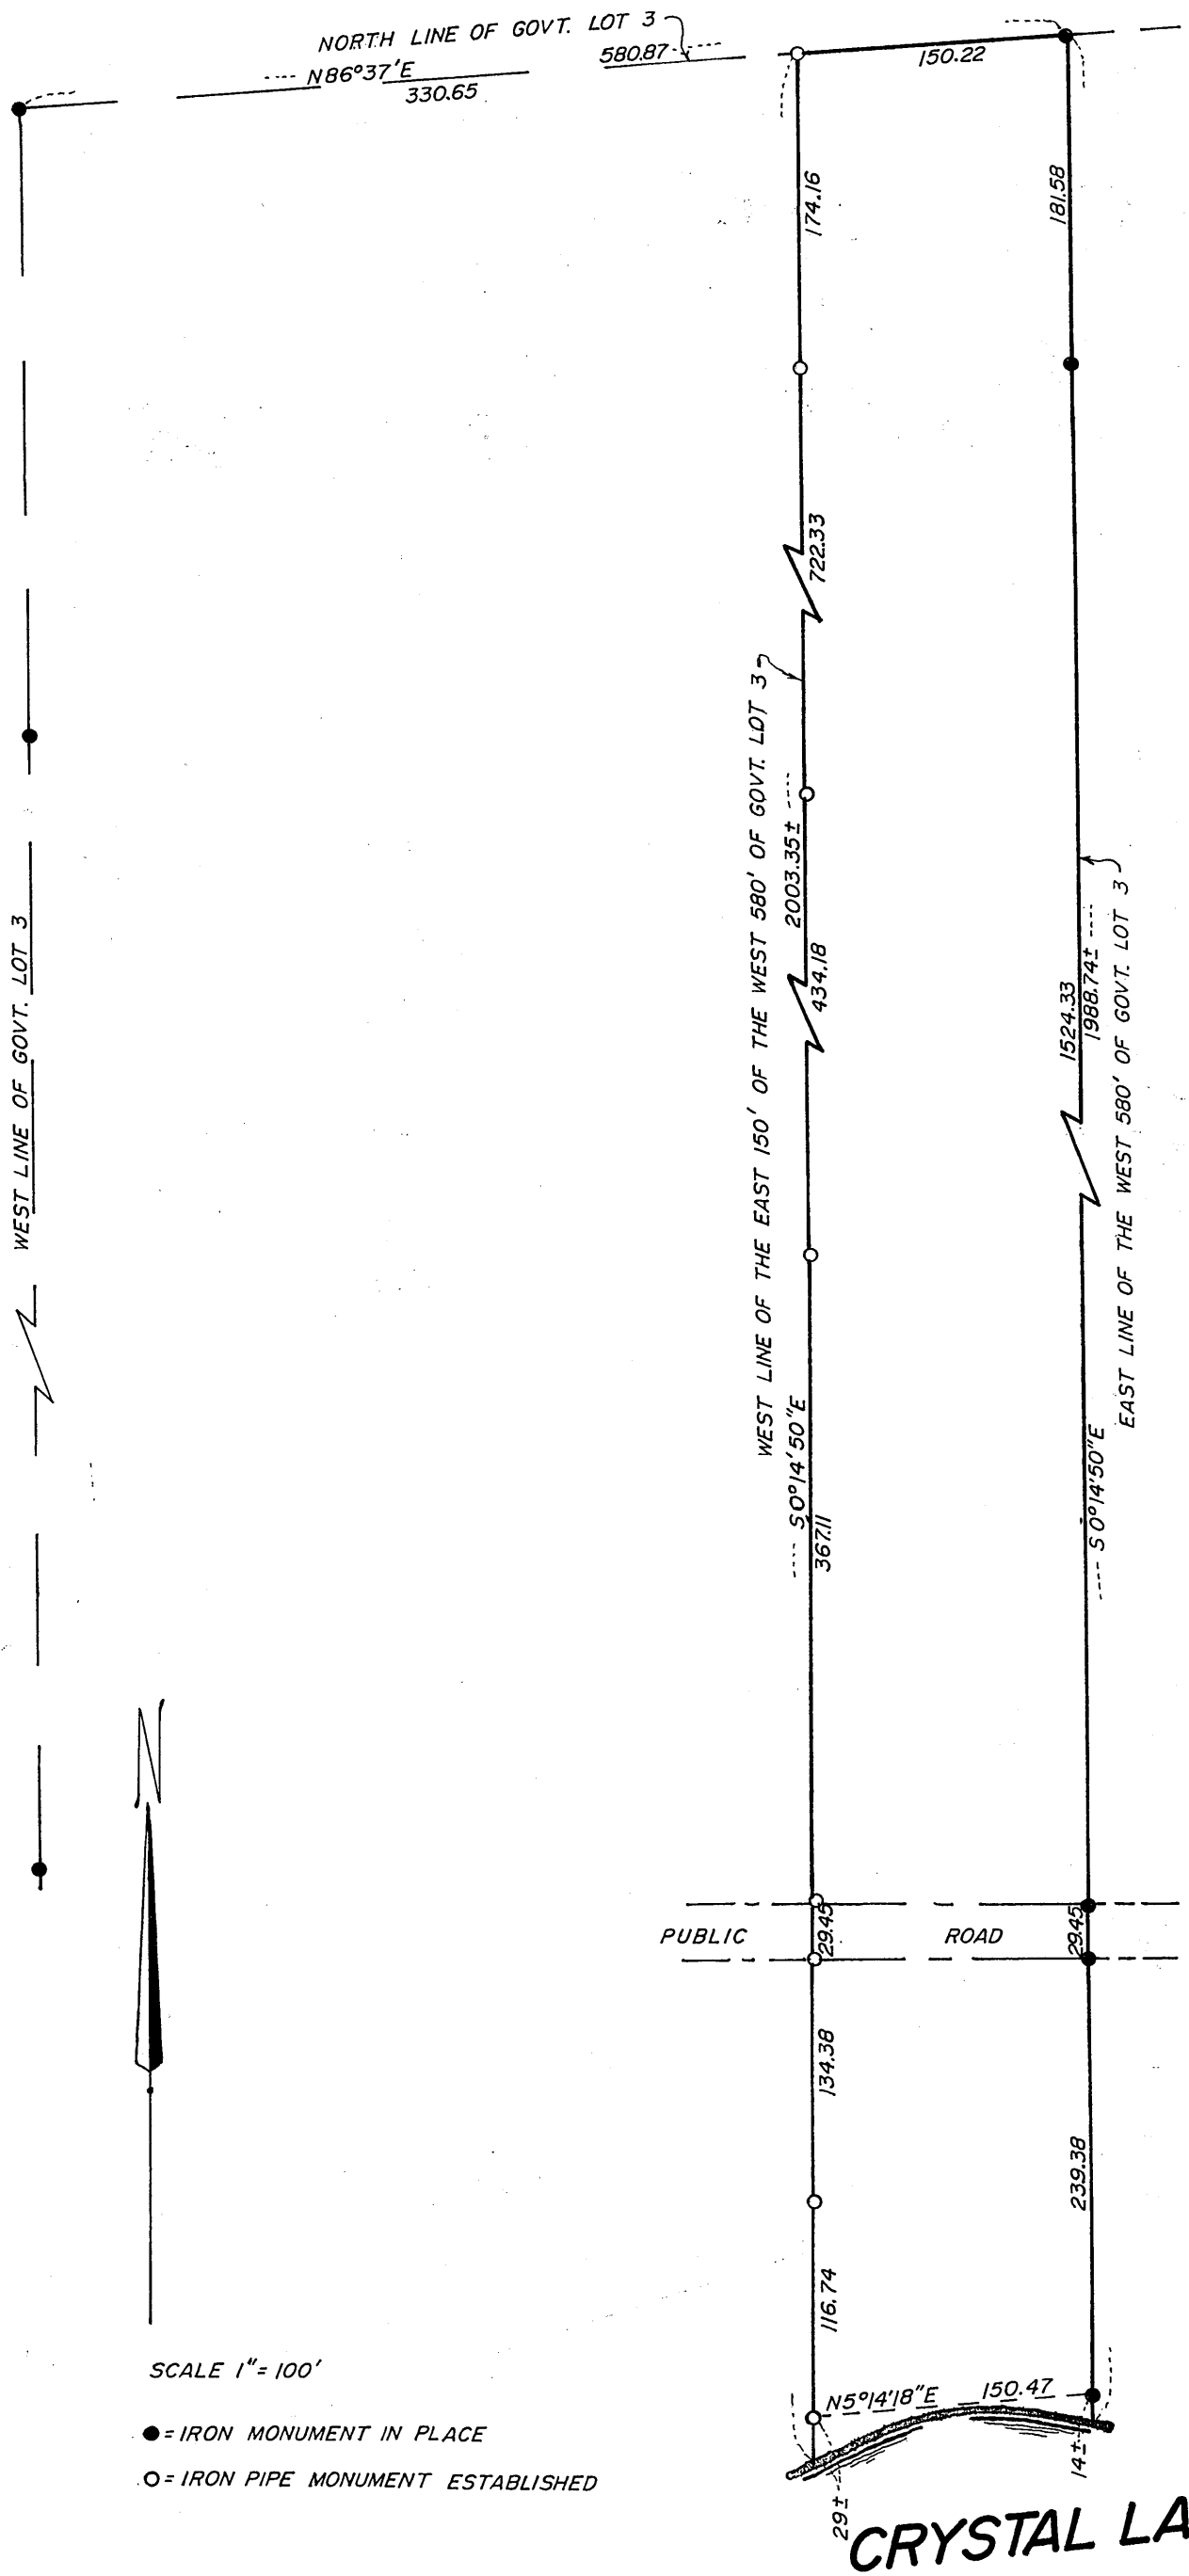 NORTH LINE OF GOVT. LOT 3
580.87
N86°37'E
330.65
150.22
174.16
181.58
722.33
WEST LINE OF THE EAST 150' OF THE WEST 580' OF GOVT. LOT 3
2003.35±
434.18
WEST LINE OF GOVT. LOT 3
1524.33
1988.74±
EAST LINE OF THE WEST 580' OF GOVT. LOT 3
S0°14'50"E
367.11
S0°14'50"E
N
PUBLIC ROAD
29.45
29.45
134.38
239.38
116.74
SCALE 1"=100'
N5°14'18"E 150.47
●= IRON MONUMENT IN PLACE
○= IRON PIPE MONUMENT ESTABLISHED
29±
14±
CRYSTAL LA